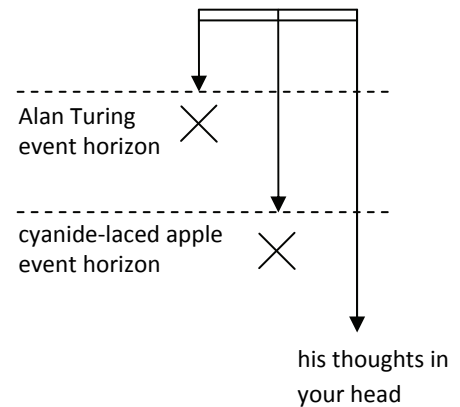 Alan Turing
event horizon
cyanide-laced apple
event horizon
his thoughts in
your head